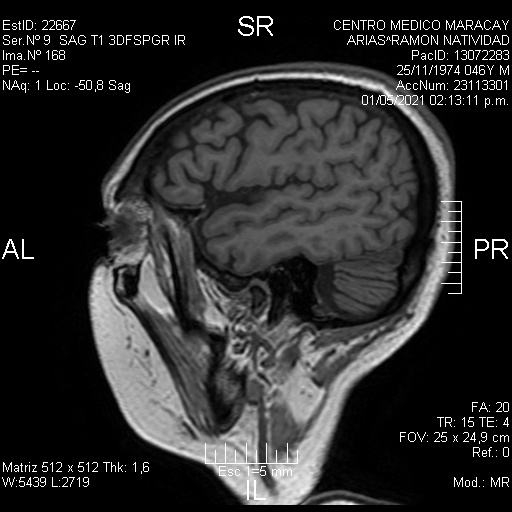 EstID: 22667
Ser.Nº 9 SAG T1 3DFSPGR IR
Ima.Nº 168
PE= --
NAq: 1 Loc: -50,8 Sag
SR
CENTRO MEDICO MARACAY
ARIAS^RAMON NATIVIDAD
PacID: 13072283
25/11/1974 046Y M
AccNum: 23113301
01/05/2021 02:13:11 p.m.
AL
PR
FA: 20
TR: 15 TE: 4
FOV: 25 x 24,9 cm
Ref.: 0
Matriz 512 x 512 Thk: 1,6
W:5439 L:2719
Esc 1=5 mm
IL
Mod.: MR